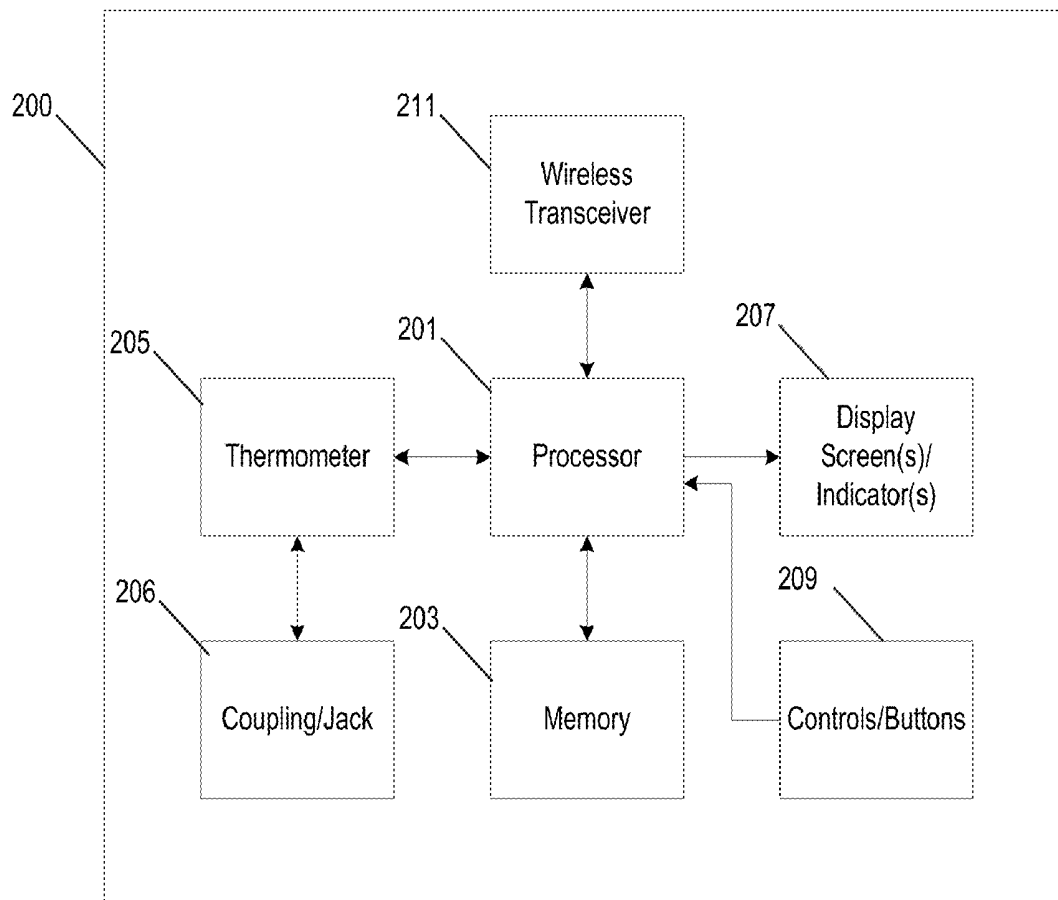 200
211
Wireless
Transceiver
205
201
207
Thermometer
Processor
Display
Screen(s)/
Indicator(s)
206
203
209
Coupling/Jack
Memory
Controls/Buttons